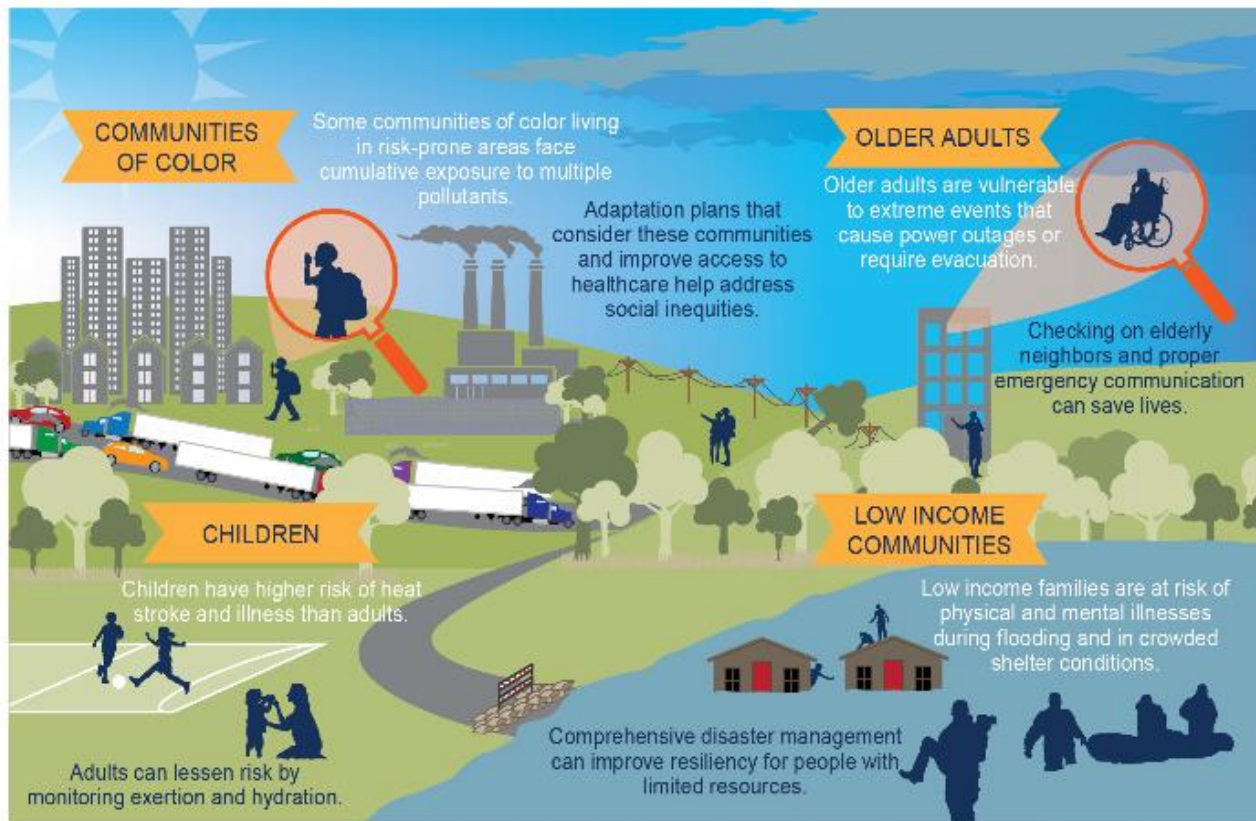 COMMUNITIES
OF COLOR
Some communities of color living
in risk-prone areas face
cumulative exposure to multiple
pollutants.
Adaptation plans that
consider these communities
and improve access to
healthcare help address
social inequities.
OLDER ADULTS
Older adults are vulnerable
to extreme events that
cause power outages or
require evacuation.
Checking on elderly
neighbors and proper
emergency communication
can save lives.
CHILDREN
Children have higher risk of heat
stroke and illness than adults.
Adults can lessen risk by
monitoring exertion and hydration.
LOW INCOME
COMMUNITIES
Low income families are at risk of
physical and mental illnesses
during flooding and in crowded
shelter conditions.
Comprehensive disaster management
can improve resiliency for people with
limited resources.